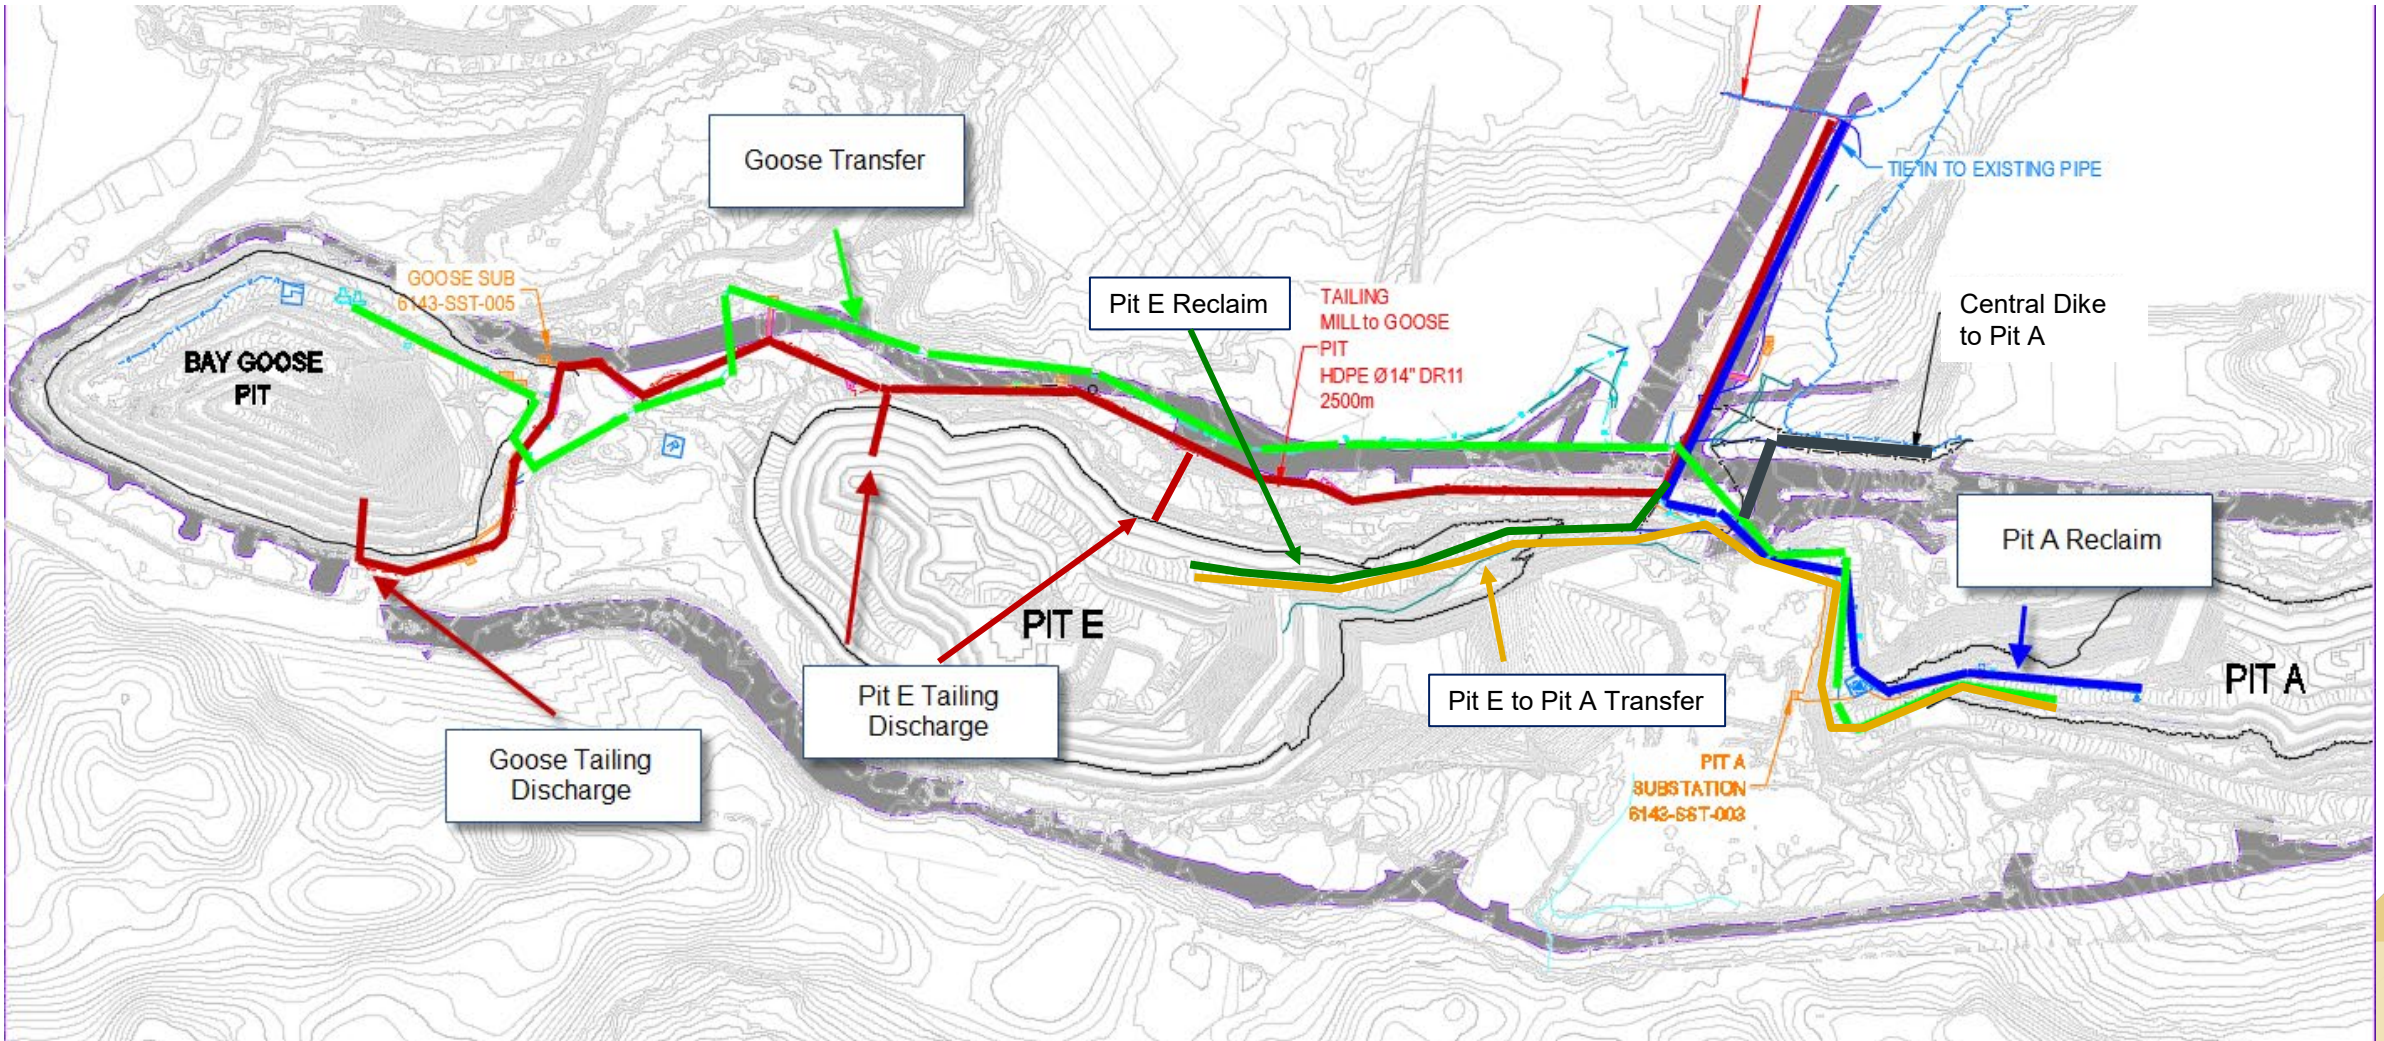 Goose Transfer
TIE IN TO EXISTING PIPE
GOOSE SUB
6143-SST-005
Pit E Reclaim
TAILING
MILL to GOOSE
PIT
HDPE Ø14" DR11
2500m
Central Dike
to Pit A
BAY GOOSE
PIT
Pit A Reclaim
PIT E
Pit E Tailing
Discharge
Pit E to Pit A Transfer
PIT A
Goose Tailing
Discharge
PIT A
SUBSTATION
6143-SST-003